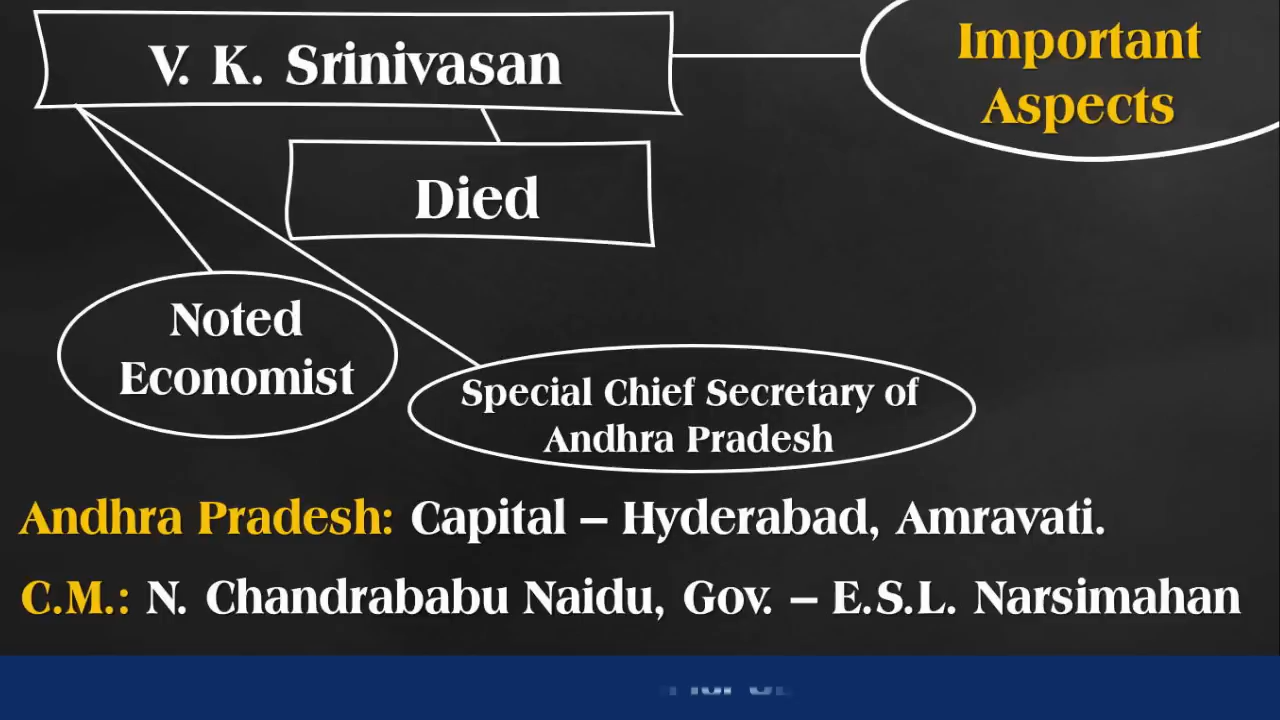 V. K. Srinivasan
Important
Aspects
Died
Noted
Economist
Special Chief Secretary of
Andhra Pradesh
Andhra Pradesh: Capital – Hyderabad, Amravati.
C.M.: N. Chandrababu Naidu, Gov. – E.S.L. Narsimahan